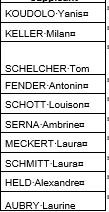 KOUDOLO·Yanis¤
KELLER·Milan¤
SCHELCHER·Tom
FENDER·Antonin¤
SCHOTT·Louison¤
SERNA·Ambrine¤
MECKERT·Laura¤
SCHMITT·Laura¤
HELD·Alexandre¤
AUBRY·Laurine